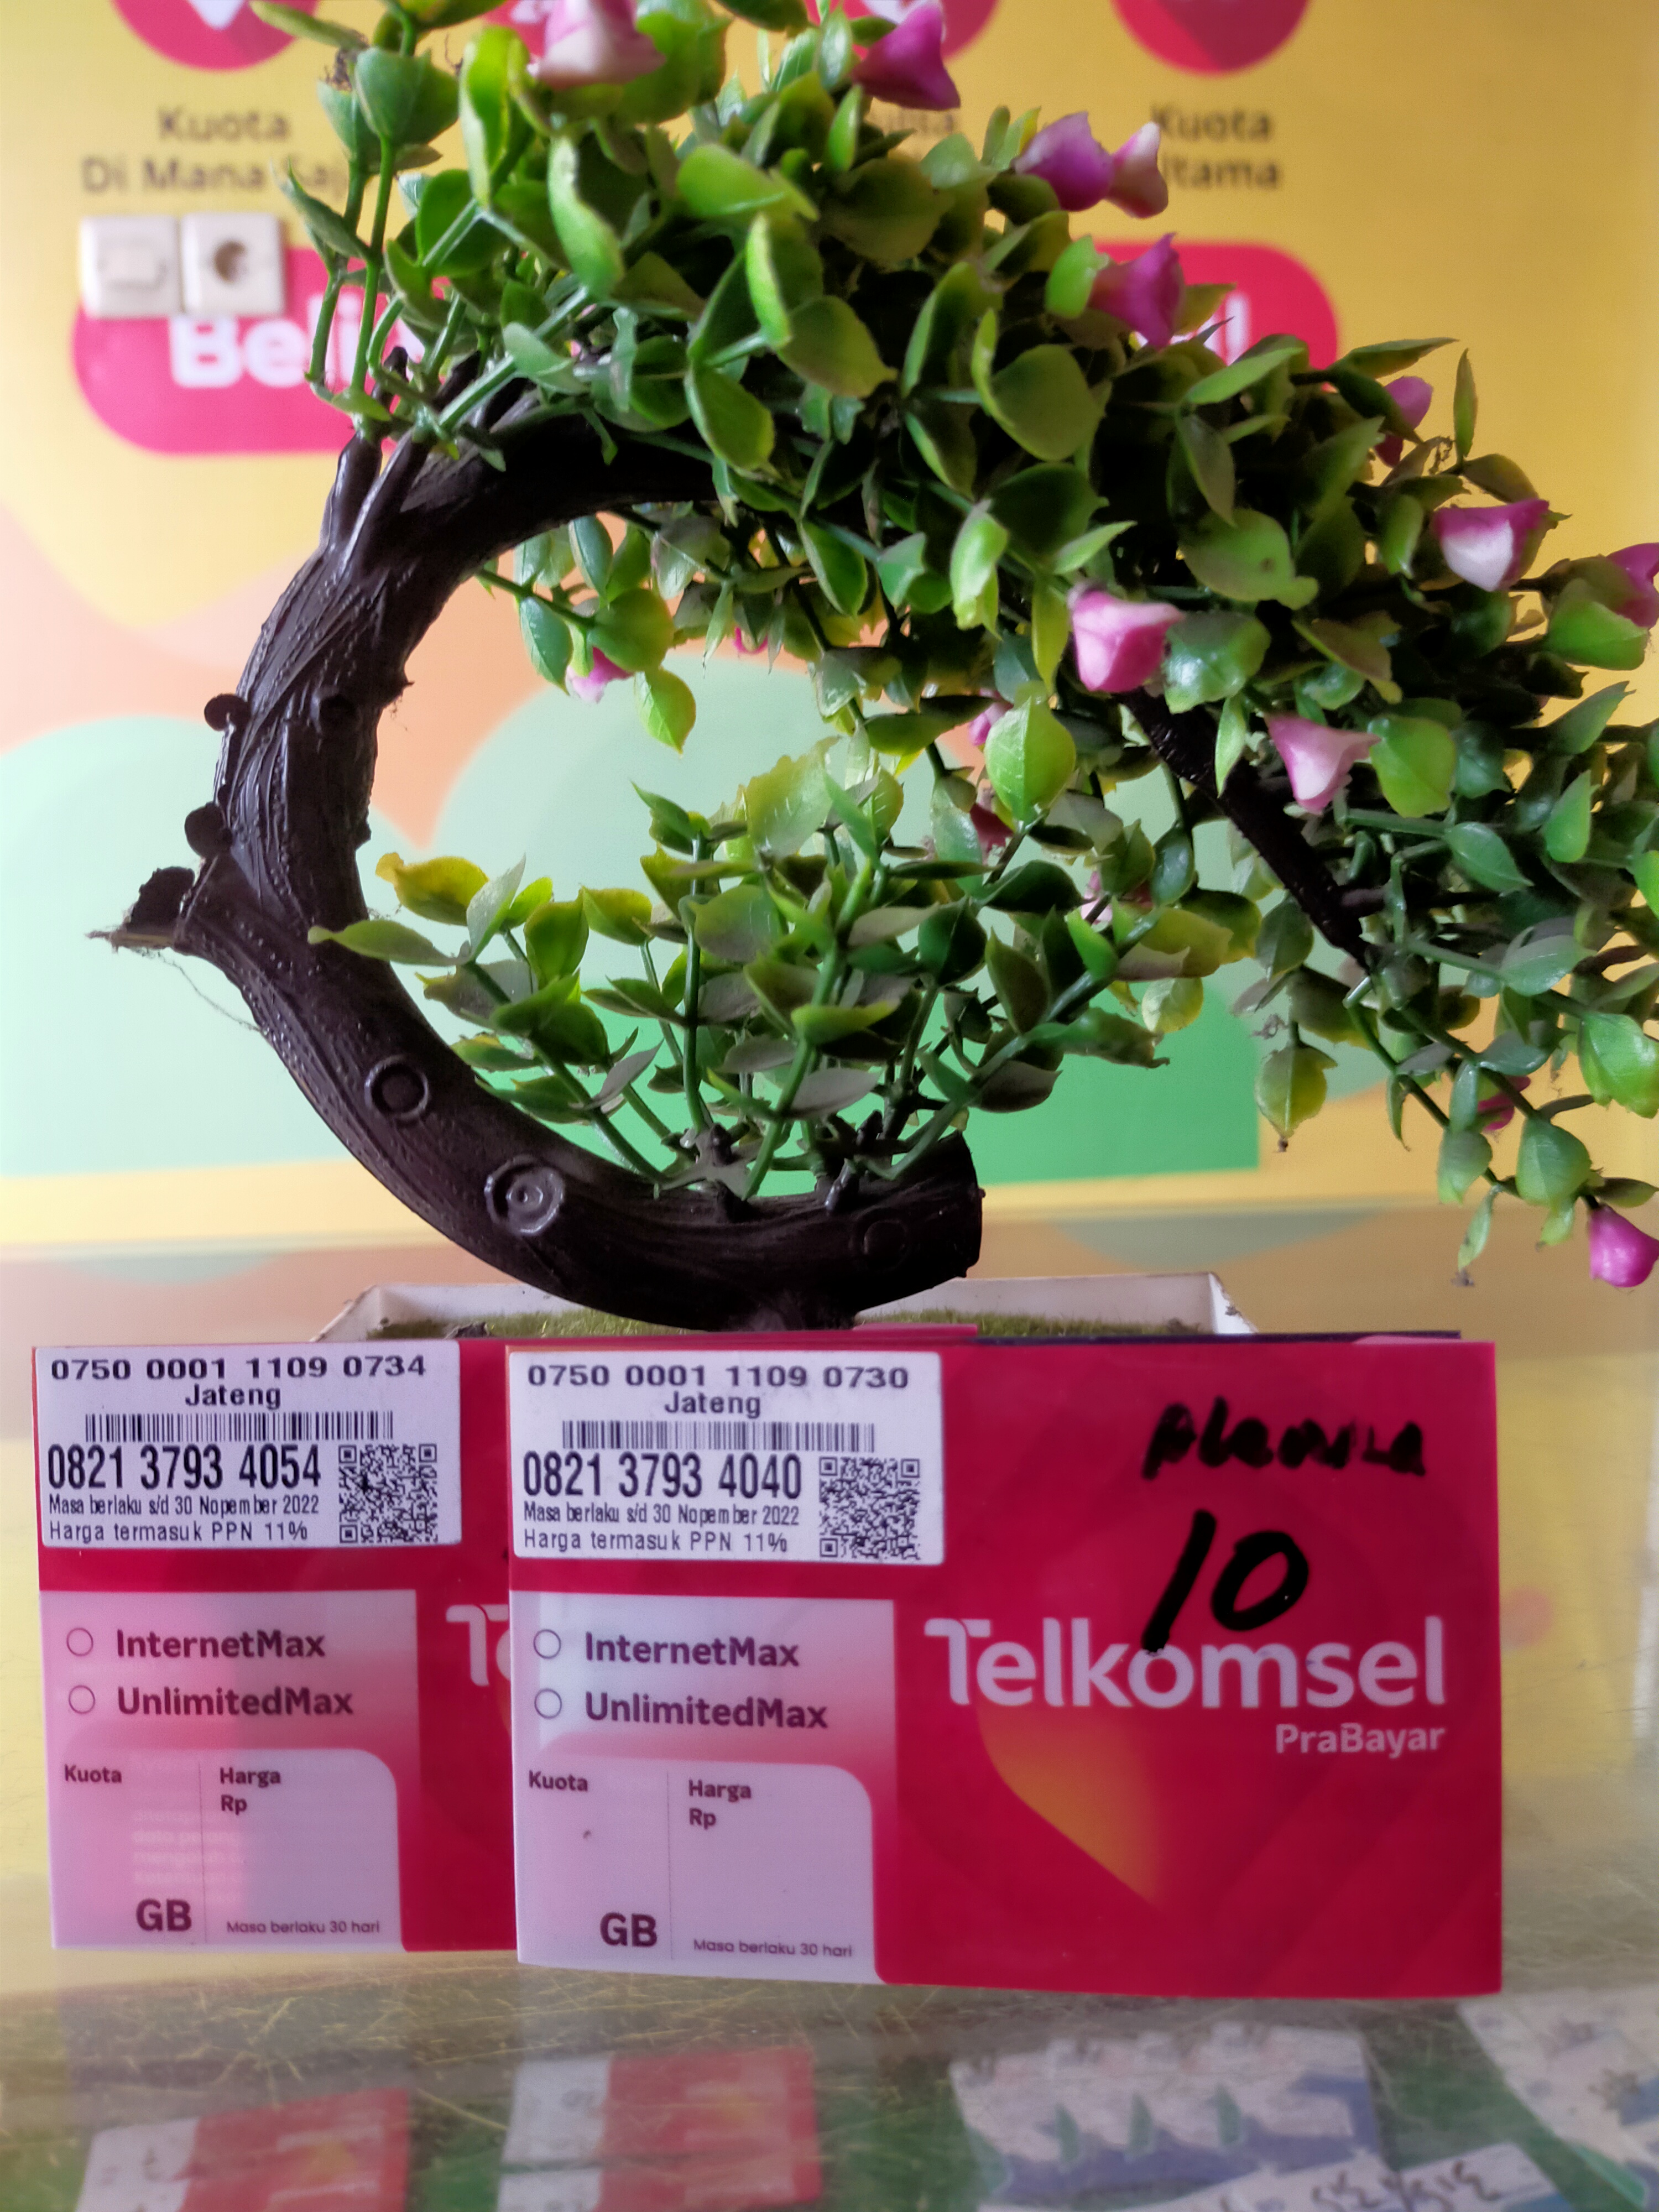 Kuota
Di Mana Saja
Kuota
Utama
Beli
0750 0001 1109 0734
Jateng
0821 3793 4054
Masa berlaku s/d 30 Nopember 2022
Harga termasuk PPN 11%
InternetMax
UnlimitedMax
Kuota
Harga
Rp
GB
Masa berlaku 30 hari
0750 0001 1109 0730
Jateng
0821 3793 4040
Masa berlaku s/d 30 Nopember 2022
Harga termasuk PPN 11%
InternetMax
UnlimitedMax
Kuota
Harga
Rp
GB
Masa berlaku 30 hari
10
Telkomsel
PraBayar